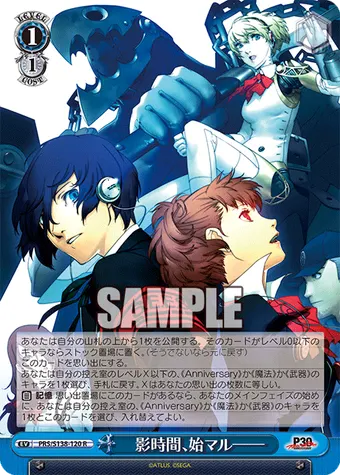 LEVEL
1
1
COST
SAMPLE
あなたは自分の山札の上から1枚を公開する。そのカードがレベル0以下の
キャラならストック置場に置く。(そうでないなら元に戻す)
このカードを思い出にする。
あなたは自分の控え室のレベルX以下の、《Annivrerary》か《魔法》か《武器》の
キャラを1枚選び、手札に戻す。Xはあなたの思い出の枚数に等しい。
記憶 思い出置場にこのカードがあるなら、あなたのメインフェイズの始め
に、あなたは自分の控え室の、《Anniversary》か《魔法》か《武器》のキャラを
1枚とこのカードを選び、入れ替えてよい。
EV PRS/S138-120 R 影時間、始マル── P3D
©ATLUS. ©SEGA.